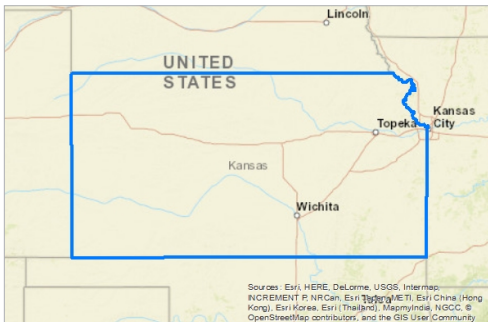 Lincoln
UNITED
STATES
Kansas
City
Topeka
Kansas
Wichita
Sources: Esri, HERE, DeLorme, USGS, Intermap,
INCREMENT P, NRCan, Esri Japan, METI, Esri China (Hong
Kong), Esri Korea, Esri (Thailand), MapmyIndia, NGCC, ©
OpenStreetMap contributors, and the GIS User Community
Tulsa